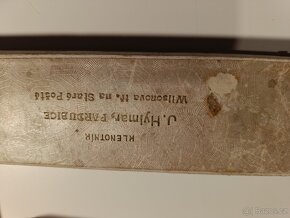 KLENOTNÍK
J. Hylmar, PARDUBICE
Wilsonova tř. na Staré Poště